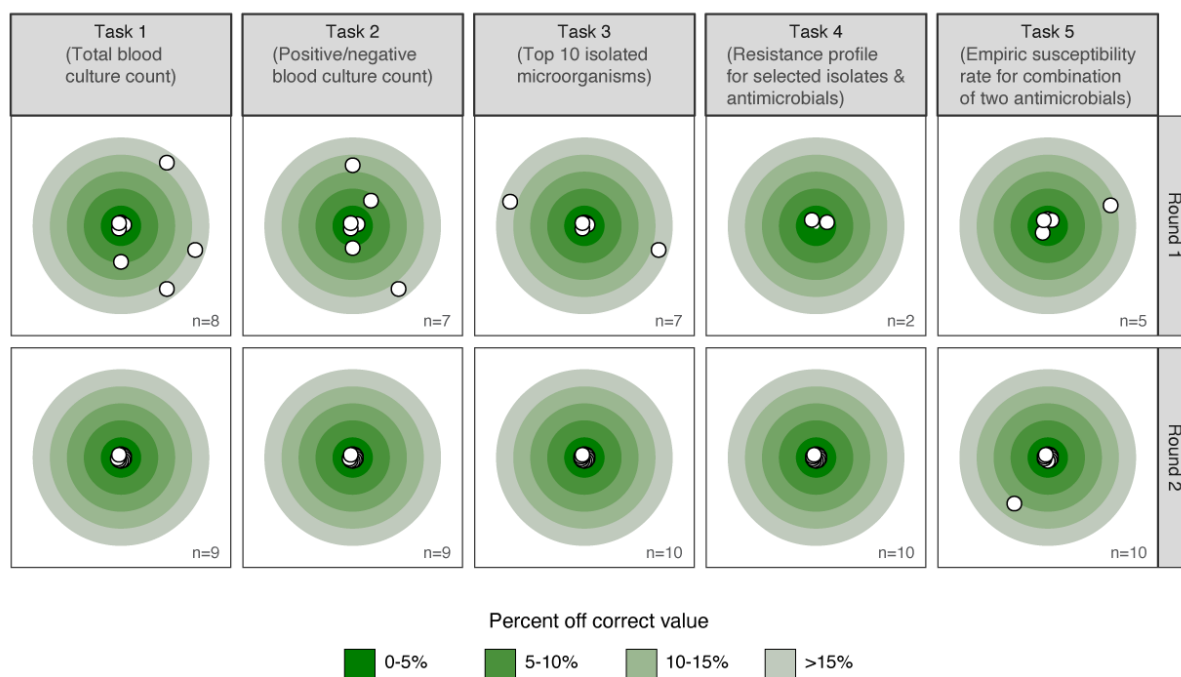 Task 1
(Total blood
culture count)
Task 2
(Positive/negative
blood culture count)
Task 3
(Top 10 isolated
microorganisms)
Task 4
(Resistance profile
for selected isolates &
antimicrobials)
Task 5
(Empiric susceptibility
rate for combination
of two antimicrobials)
n=8
n=7
n=7
n=2
n=5
Round 1
n=9
n=9
n=10
n=10
n=10
Round 2
Percent off correct value
0-5%
5-10%
10-15%
>15%